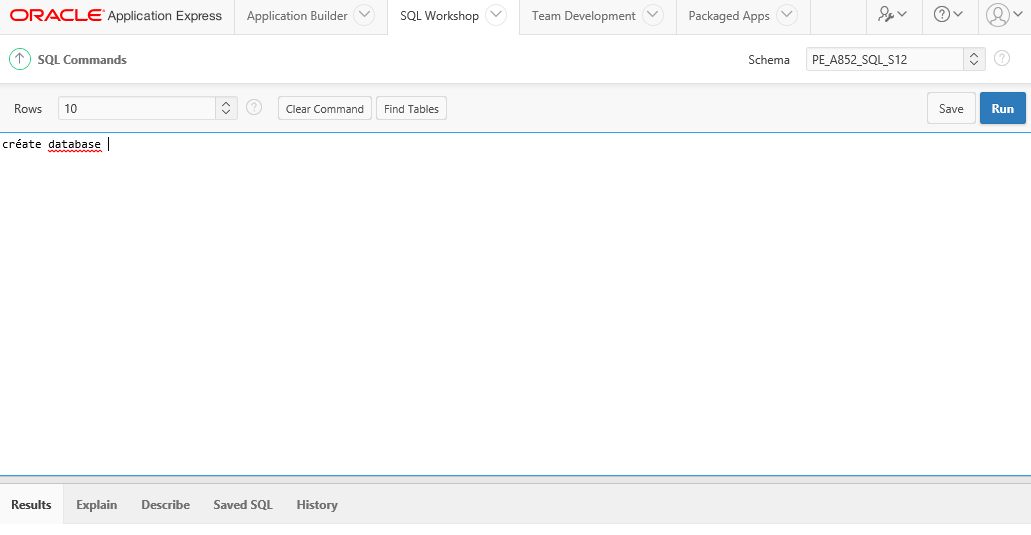 ORACLE Application Express Application Builder SQL Workshop Team Development Packaged Apps
SQL Commands Schema PE_A852_SQL_S12
Rows 10 Clear Command Find Tables Save Run
créate database
Results Explain Describe Saved SQL History